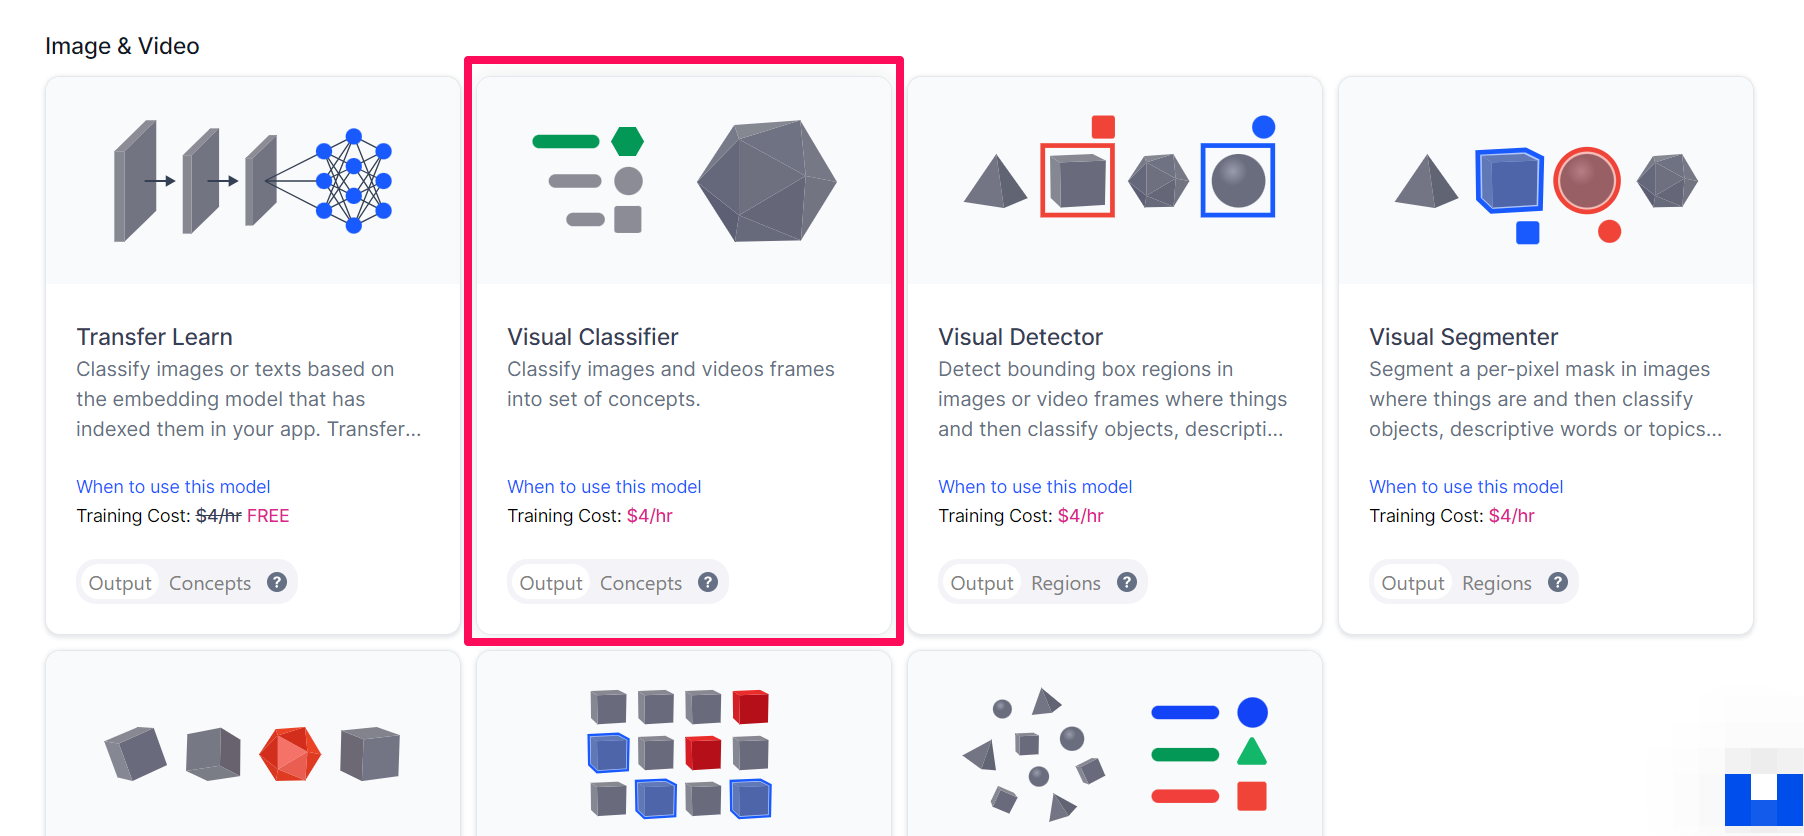 Image & Video
Transfer Learn
Classify images or texts based on
the embedding model that has
indexed them in your app. Transfer...
When to use this model
Training Cost: $4/hr FREE
Output Concepts ?
Visual Classifier
Classify images and videos frames
into set of concepts.
When to use this model
Training Cost: $4/hr
Output Concepts ?
Visual Detector
Detect bounding box regions in
images or video frames where things
and then classify objects, descripti...
When to use this model
Training Cost: $4/hr
Output Regions ?
Visual Segmenter
Segment a per-pixel mask in images
where things are and then classify
objects, descriptive words or topics...
When to use this model
Training Cost: $4/hr
Output Regions ?